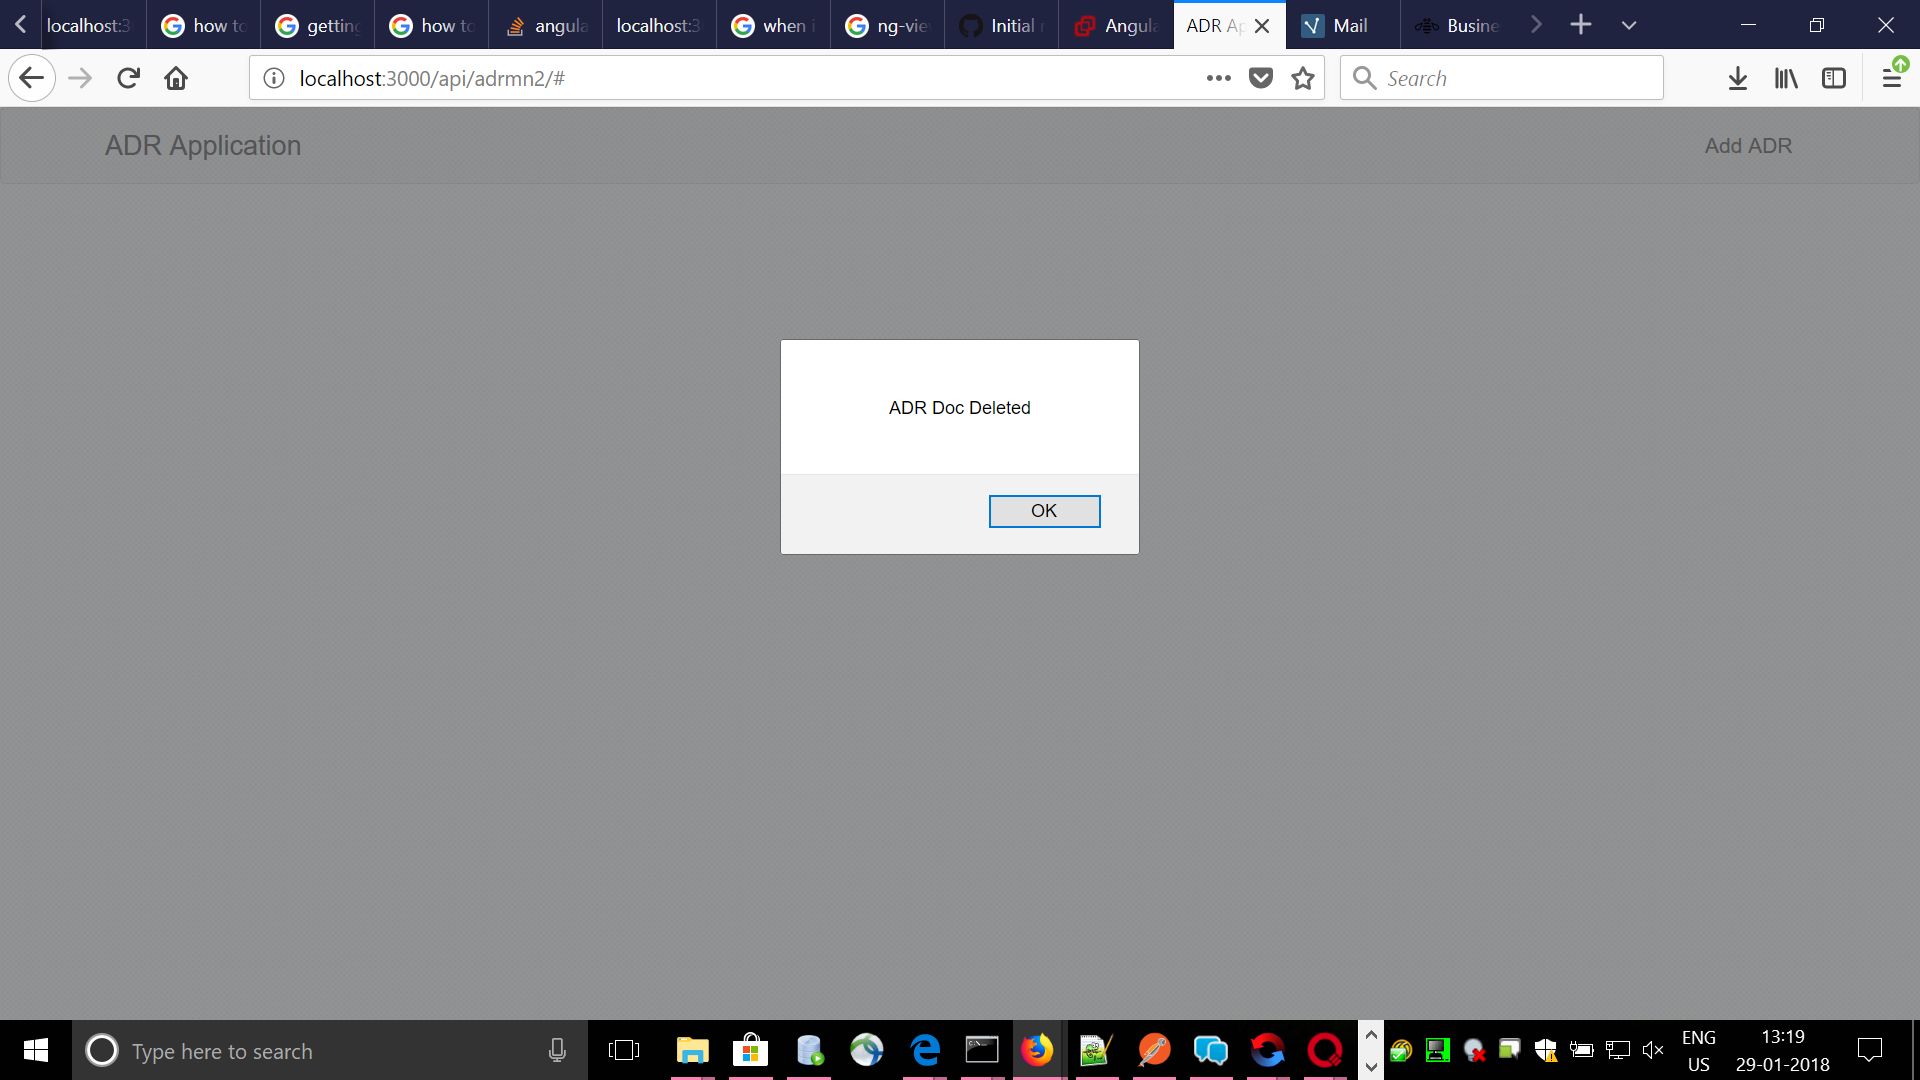 localhost:3
how to
getting
how to
angula
localhost:3
when i
ng-vie
Initial r
Angula
ADR Ap
Mail
Busine
localhost:3000/api/adrmn2/#
Search
ADR Application
Add ADR
ADR Doc Deleted
OK
Type here to search
ENG
US
13:19
29-01-2018